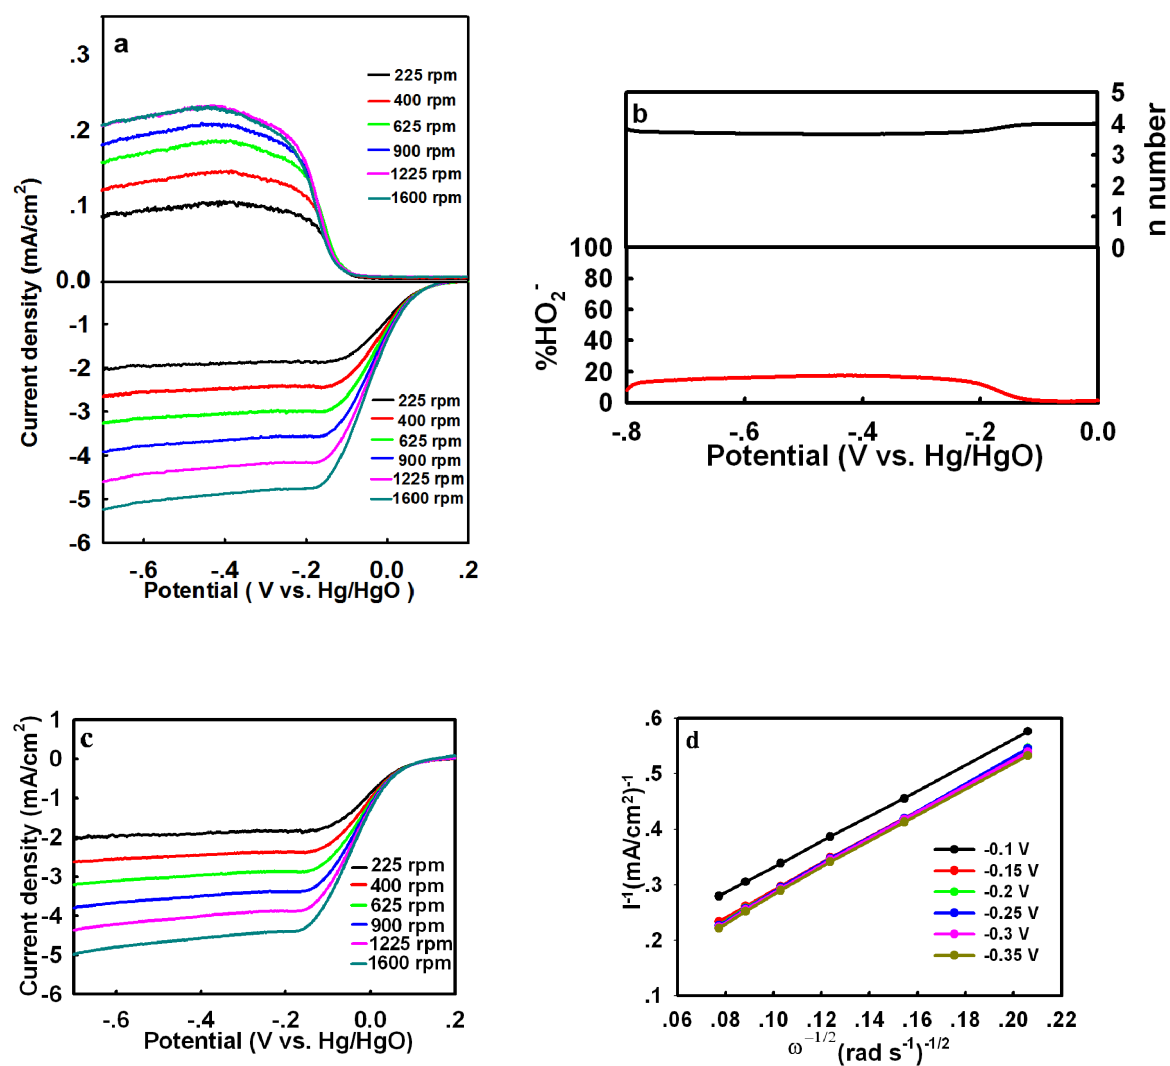 a
.3
.2
.1
0.0
-1
-2
-3
-4
-5
-6
Current density (mA/cm2)
225 rpm
400 rpm
625 rpm
900 rpm
1225 rpm
1600 rpm
225 rpm
400 rpm
625 rpm
900 rpm
1225 rpm
1600 rpm
-.6 -.4 -.2 0.0 .2
Potential ( V vs. Hg/HgO )
b
5
4
3
2
1
0
n number
100
80
60
40
20
0
%HO2-
-.8 -.6 -.4 -.2 0.0
Potential (V vs. Hg/HgO)
c
1
0
-1
-2
-3
-4
-5
-6
Current density (mA/cm2)
225 rpm
400 rpm
625 rpm
900 rpm
1225 rpm
1600 rpm
-.6 -.4 -.2 0.0 .2
Potential (V vs. Hg/HgO)
d
.6
.5
.4
.3
.2
.1
I-1(mA/cm2)-1
-0.1 V
-0.15 V
-0.2 V
-0.25 V
-0.3 V
-0.35 V
.06 .08 .10 .12 .14 .16 .18 .20 .22
ω−1/2(rad s-1)-1/2